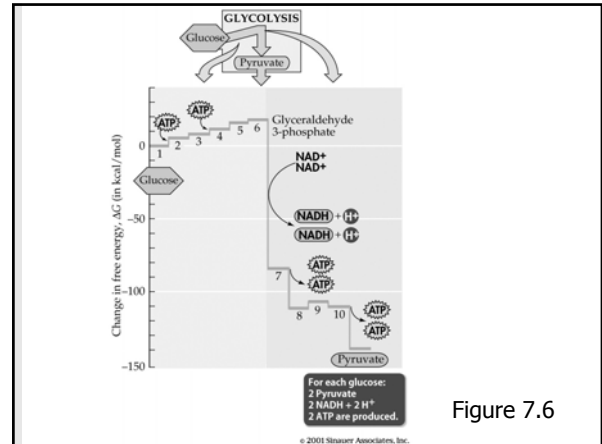 GLYCOLYSIS
Glucose
Pyruvate
ATP
ATP
Glyceraldehyde
3-phosphate
0
1
2
3
4
5
6
NAD+
NAD+
Glucose
NADH + H+
NADH + H+
−50
ATP
ATP
7
−100
8
9
10
ATP
ATP
Pyruvate
−150
Change in free energy, ΔG (in kcal/mol)
For each glucose:
2 Pyruvate
2 NADH + 2 H+
2 ATP are produced.
Figure 7.6
© 2001 Sinauer Associates, Inc.